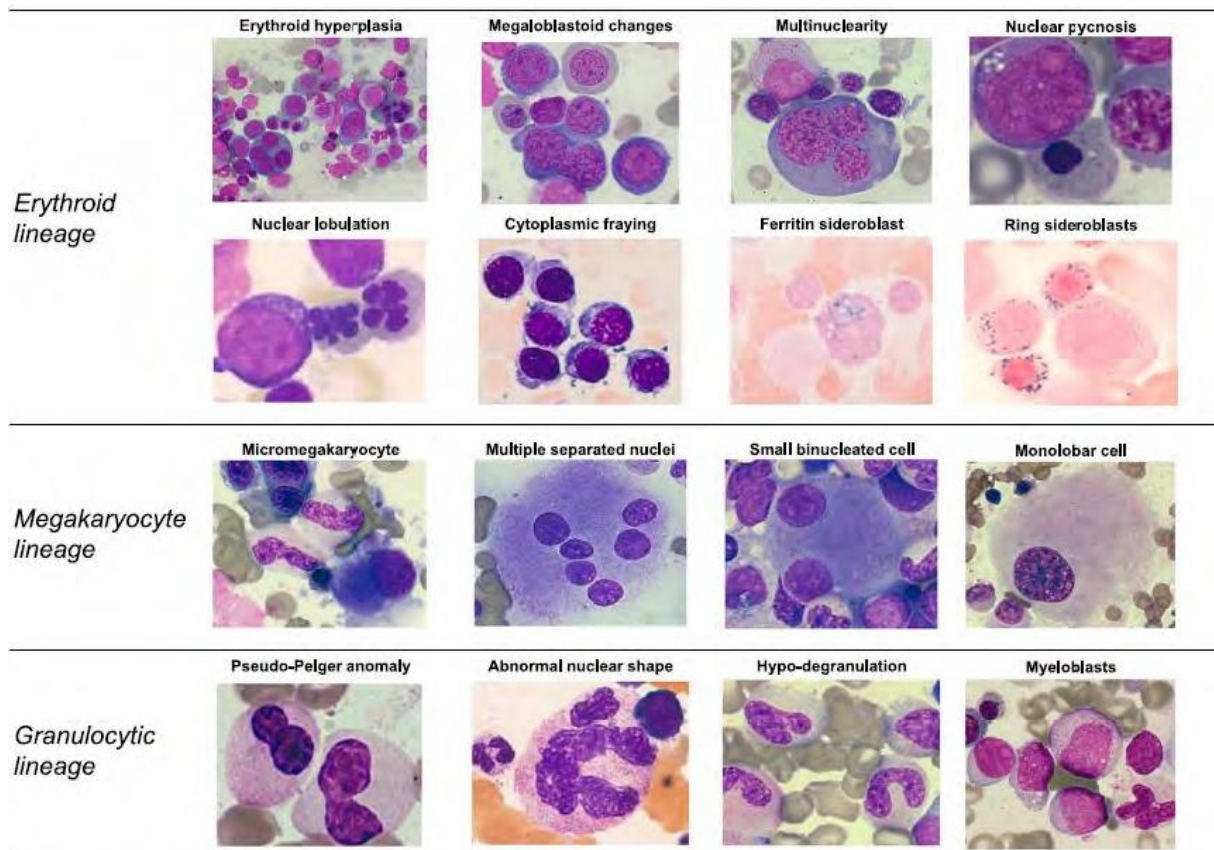 Erythroid hyperplasia
Megaloblastoid changes
Multinuclearity
Nuclear pycnosis
Erythroid
lineage
Nuclear lobulation
Cytoplasmic fraying
Ferritin sideroblast
Ring sideroblasts
Micromegakaryocyte
Multiple separated nuclei
Small binucleated cell
Monolobar cell
Megakaryocyte
lineage
Pseudo-Pelger anomaly
Abnormal nuclear shape
Hypo-degranulation
Myeloblasts
Granulocytic
lineage